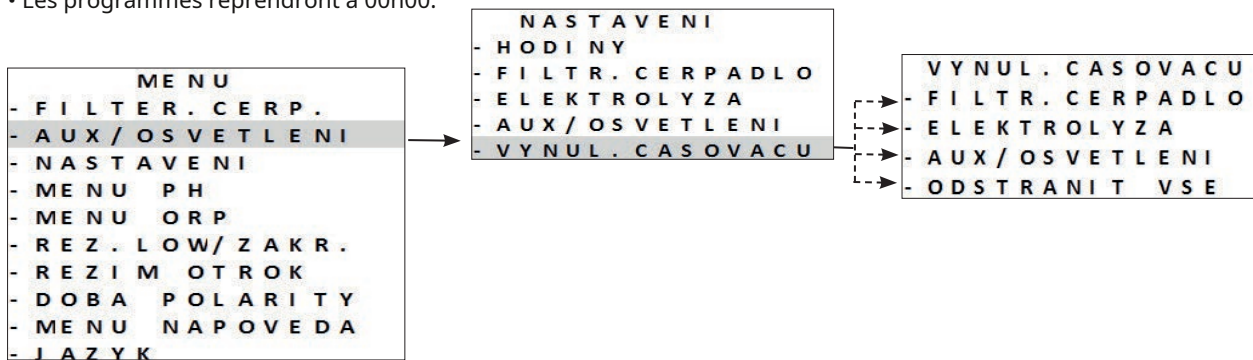 • Les programmes reprendront à 00h00.
MENU
- FILTER. CERP.
- AUX/OSVETLENI
- NASTAVENI
- MENU PH
- MENU ORP
- REZ. LOW/ZAKR.
- REZIM OTROK
- DOBA POLARITY
- MENU NAPOVEDA
- JAZYK
NASTAVENI
- HODINY
- FILTR. CERPADLO
- ELEKTROLYZA
- AUX/OSVETLENI
- VYNUL. CASOVACU
VYNUL. CASOVACU
- FILTR. CERPADLO
- ELEKTROLYZA
- AUX/OSVETLENI
- ODSTRANIT VSE